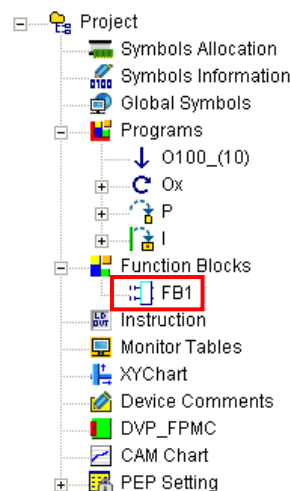 Project
Symbols Allocation
Symbols Information
Global Symbols
Programs
O100_(10)
Ox
P
I
Function Blocks
FB1
Instruction
Monitor Tables
XYChart
Device Comments
DVP_FPMC
CAM Chart
PEP Setting